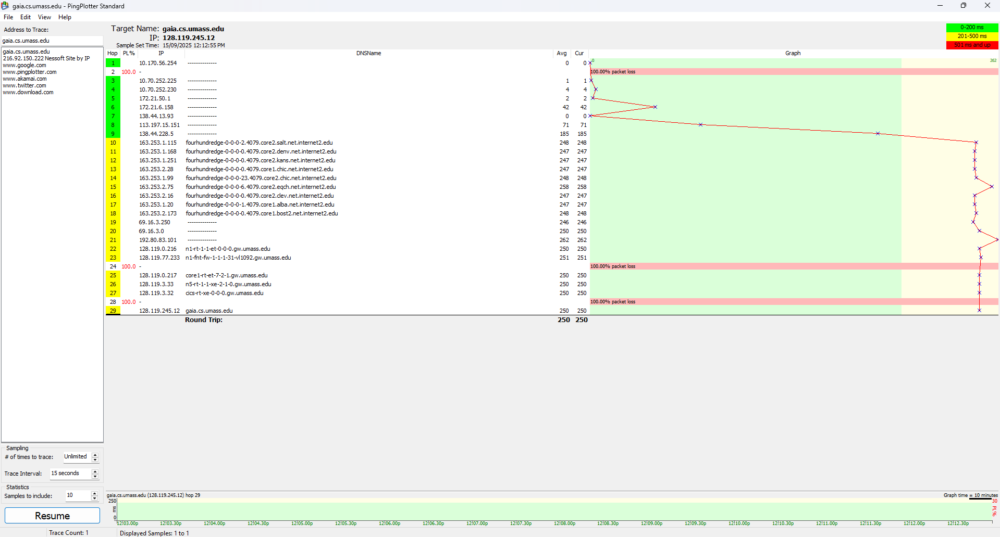 gaia.cs.umass.edu - PingPlotter Standard
File Edit View Help
Address to Trace:
gaia.cs.umass.edu
gaia.cs.umass.edu
216.92.150.222 Nessoft Site by IP
www.google.com
www.pingplotter.com
www.akamai.com
www.twitter.com
www.download.com
Target Name: gaia.cs.umass.edu
IP: 128.119.245.12
Sample Set Time: 15/09/2025 12:12:55 PM
0-200 ms
201-500 ms
501 ms and up
Hop PL% IP DNSName Avg Cur Graph
0 262
1 10.170.56.254 -------------- 0 0
2 100.0 - 100.00% packet loss
3 10.70.252.225 -------------- 1 1
4 10.70.252.230 -------------- 4 4
5 172.21.50.1 -------------- 2 2
6 172.21.6.158 -------------- 42 42
7 138.44.13.93 -------------- 0 0
8 113.197.15.151 -------------- 71 71
9 138.44.228.5 -------------- 185 185
10 163.253.1.115 fourhundredge-0-0-0-2.4079.core2.salt.net.internet2.edu 248 248
11 163.253.1.168 fourhundredge-0-0-0-0.4079.core2.denv.net.internet2.edu 247 247
12 163.253.1.251 fourhundredge-0-0-0-0.4079.core2.kans.net.internet2.edu 247 247
13 163.253.2.28 fourhundredge-0-0-0-0.4079.core1.chic.net.internet2.edu 247 247
14 163.253.1.99 fourhundredge-0-0-0-23.4079.core2.chic.net.internet2.edu 248 248
15 163.253.2.75 fourhundredge-0-0-0-6.4079.core2.eqch.net.internet2.edu 258 258
16 163.253.2.16 fourhundredge-0-0-0-0.4079.core2.clev.net.internet2.edu 247 247
17 163.253.1.20 fourhundredge-0-0-0-1.4079.core1.alba.net.internet2.edu 247 247
18 163.253.2.173 fourhundredge-0-0-0-0.4079.core1.bost2.net.internet2.edu 248 248
19 69.16.3.250 -------------- 246 246
20 69.16.3.0 -------------- 250 250
21 192.80.83.101 -------------- 262 262
22 128.119.0.216 n1-rt-1-1-et-0-0-0.gw.umass.edu 250 250
23 128.119.77.233 n1-fnt-fw-1-1-1-31-vl1092.gw.umass.edu 251 251
24 100.0 - 100.00% packet loss
25 128.119.0.217 core1-rt-et-7-2-1.gw.umass.edu 250 250
26 128.119.3.33 n5-rt-1-1-xe-2-1-0.gw.umass.edu 250 250
27 128.119.3.32 cics-rt-xe-0-0-0.gw.umass.edu 250 250
28 100.0 - 100.00% packet loss
29 128.119.245.12 gaia.cs.umass.edu 250 250
Round Trip: 250 250
Sampling
# of times to trace: Unlimited
Trace Interval: 15 seconds
Statistics
Samples to include: 10
Resume
gaia.cs.umass.edu (128.119.245.12) hop 29 Graph time = 10 minutes
250 30
ms PL%
0
12:03.00p 12:03.30p 12:04.00p 12:04.30p 12:05.00p 12:05.30p 12:06.00p 12:06.30p 12:07.00p 12:07.30p 12:08.00p 12:08.30p 12:09.00p 12:09.30p 12:10.00p 12:10.30p 12:11.00p 12:11.30p 12:12.00p 12:12.30p
Trace Count: 1 Displayed Samples: 1 to 1